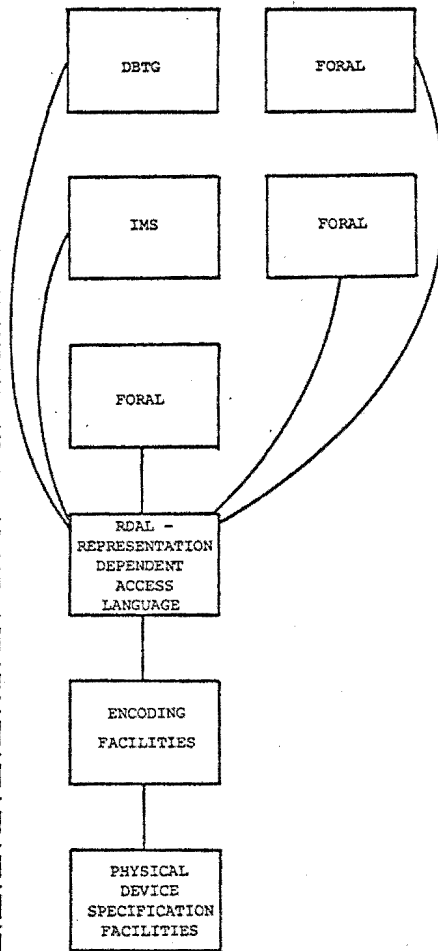 DBTG
FORAL
IMS
FORAL
FORAL
RDAL -
REPRESENTATION
DEPENDENT
ACCESS
LANGUAGE
ENCODING
FACILITIES
PHYSICAL
DEVICE
SPECIFICATION
FACILITIES